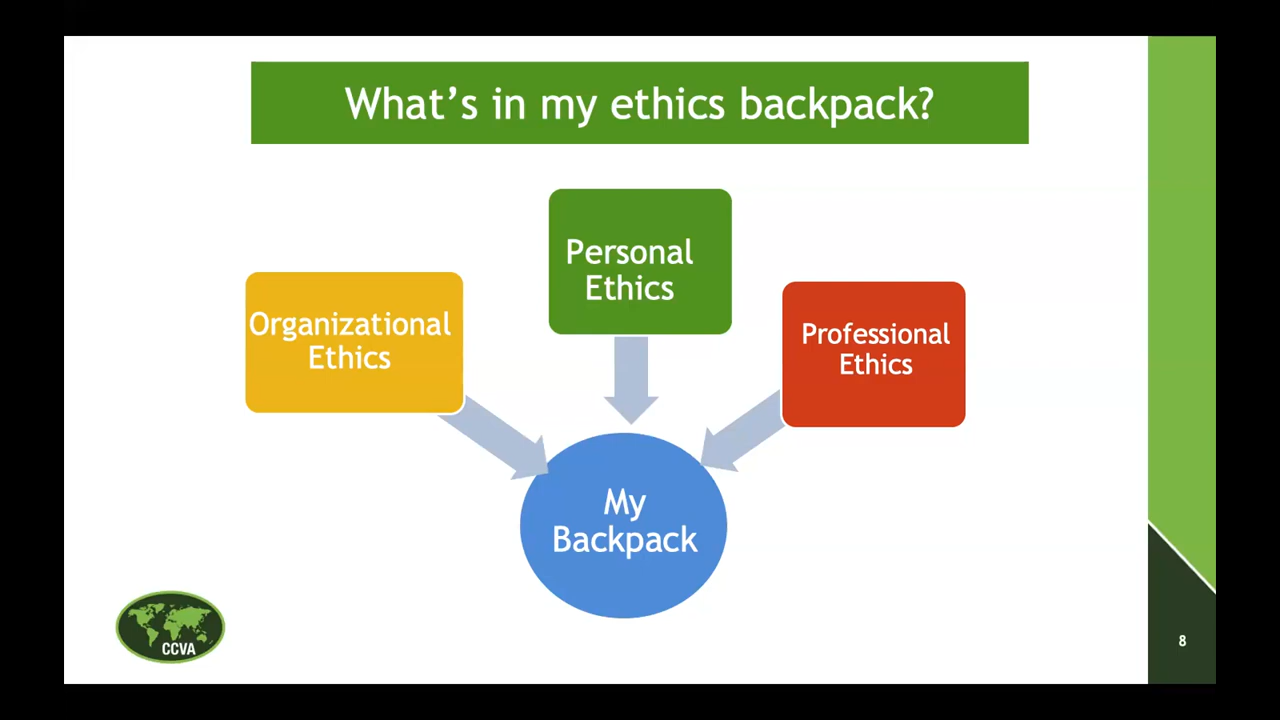 What’s in my ethics backpack?
Personal
Ethics
Organizational
Ethics
Professional
Ethics
My
Backpack
CCVA
8